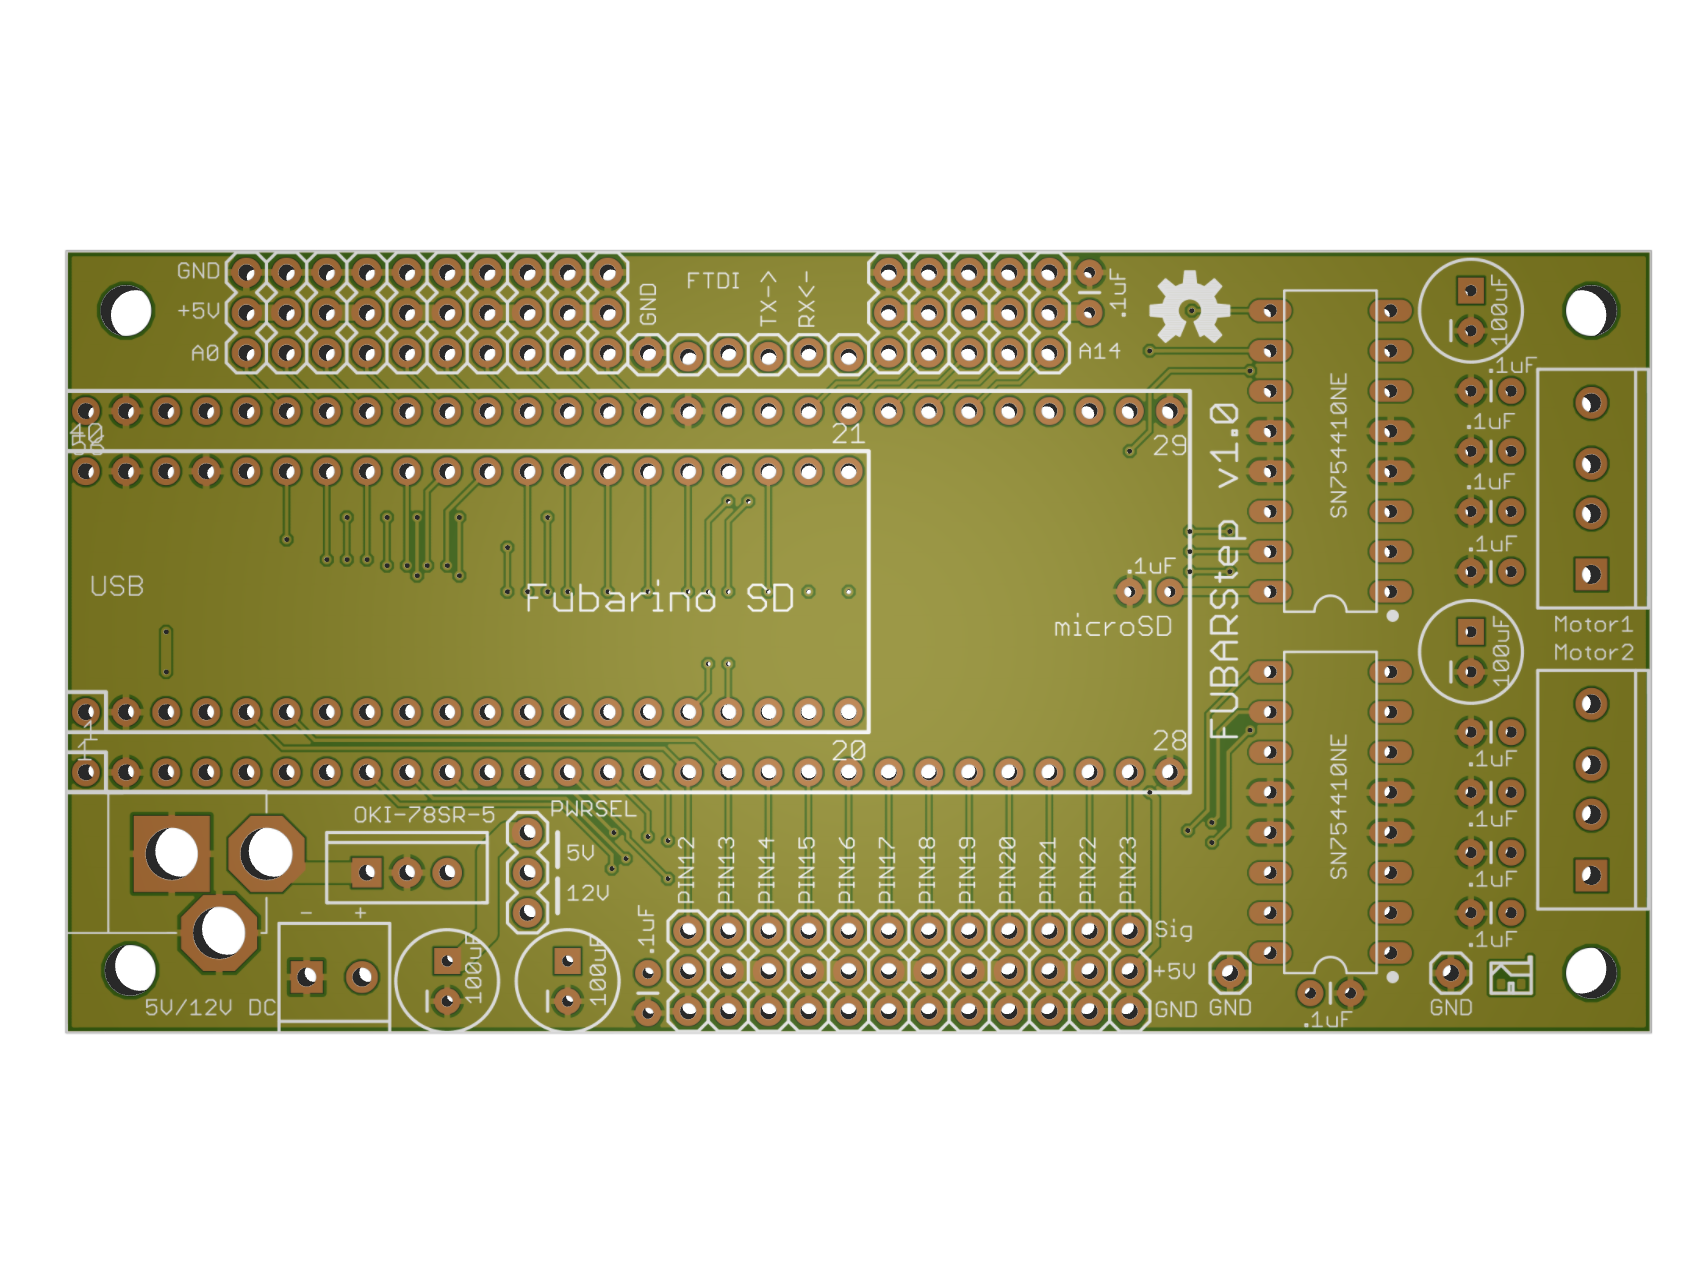 GND
+5V
A0
GND
FTDI
TX->
RX<-
.1uF
A14
100uF
.1uF
.1uF
.1uF
.1uF
40
21
29
FUBARStep v1.0
SN754410NE
USB
Fubarino SD
.1uF
microSD
Motor1
Motor2
100uF
1
1
20
28
SN754410NE
.1uF
.1uF
.1uF
.1uF
OKI-78SR-5
PWRSEL
5V
12V
- +
5V/12V DC
100uF
100uF
.1uF
PIN12
PIN13
PIN14
PIN15
PIN16
PIN17
PIN18
PIN19
PIN20
PIN21
PIN22
PIN23
Sig
+5V
GND
GND
.1uF
GND